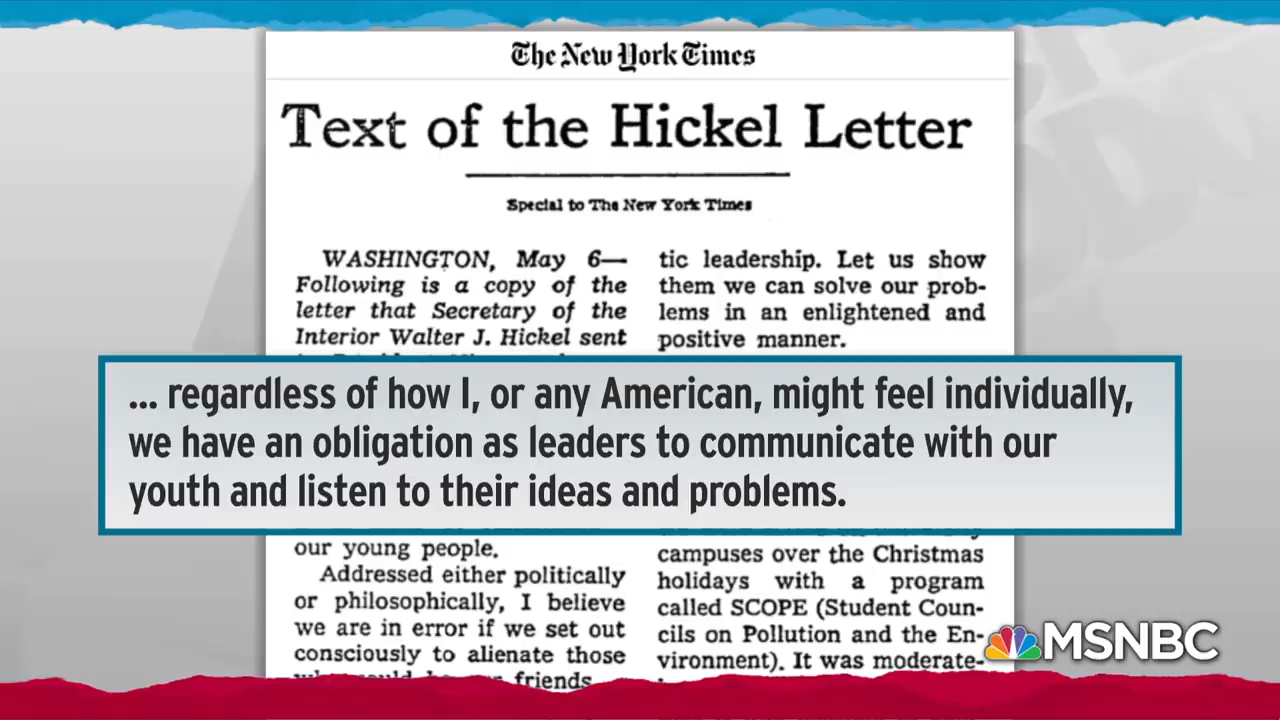 The New York Times
Text of the Hickel Letter
Special to The New York Times
WASHINGTON, May 6—
Following is a copy of the
letter that Secretary of the
Interior Walter J. Hickel sent
tic leadership. Let us show
them we can solve our prob-
lems in an enlightened and
positive manner.
... regardless of how I, or any American, might feel individually,
we have an obligation as leaders to communicate with our
youth and listen to their ideas and problems.
our young people.
Addressed either politically
or philosophically, I believe
we are in error if we set out
consciously to alienate those
friends
campuses over the Christmas
holidays with a program
called SCOPE (Student Coun-
cils on Pollution and the En-
vironment). It was moderate-
MSNBC